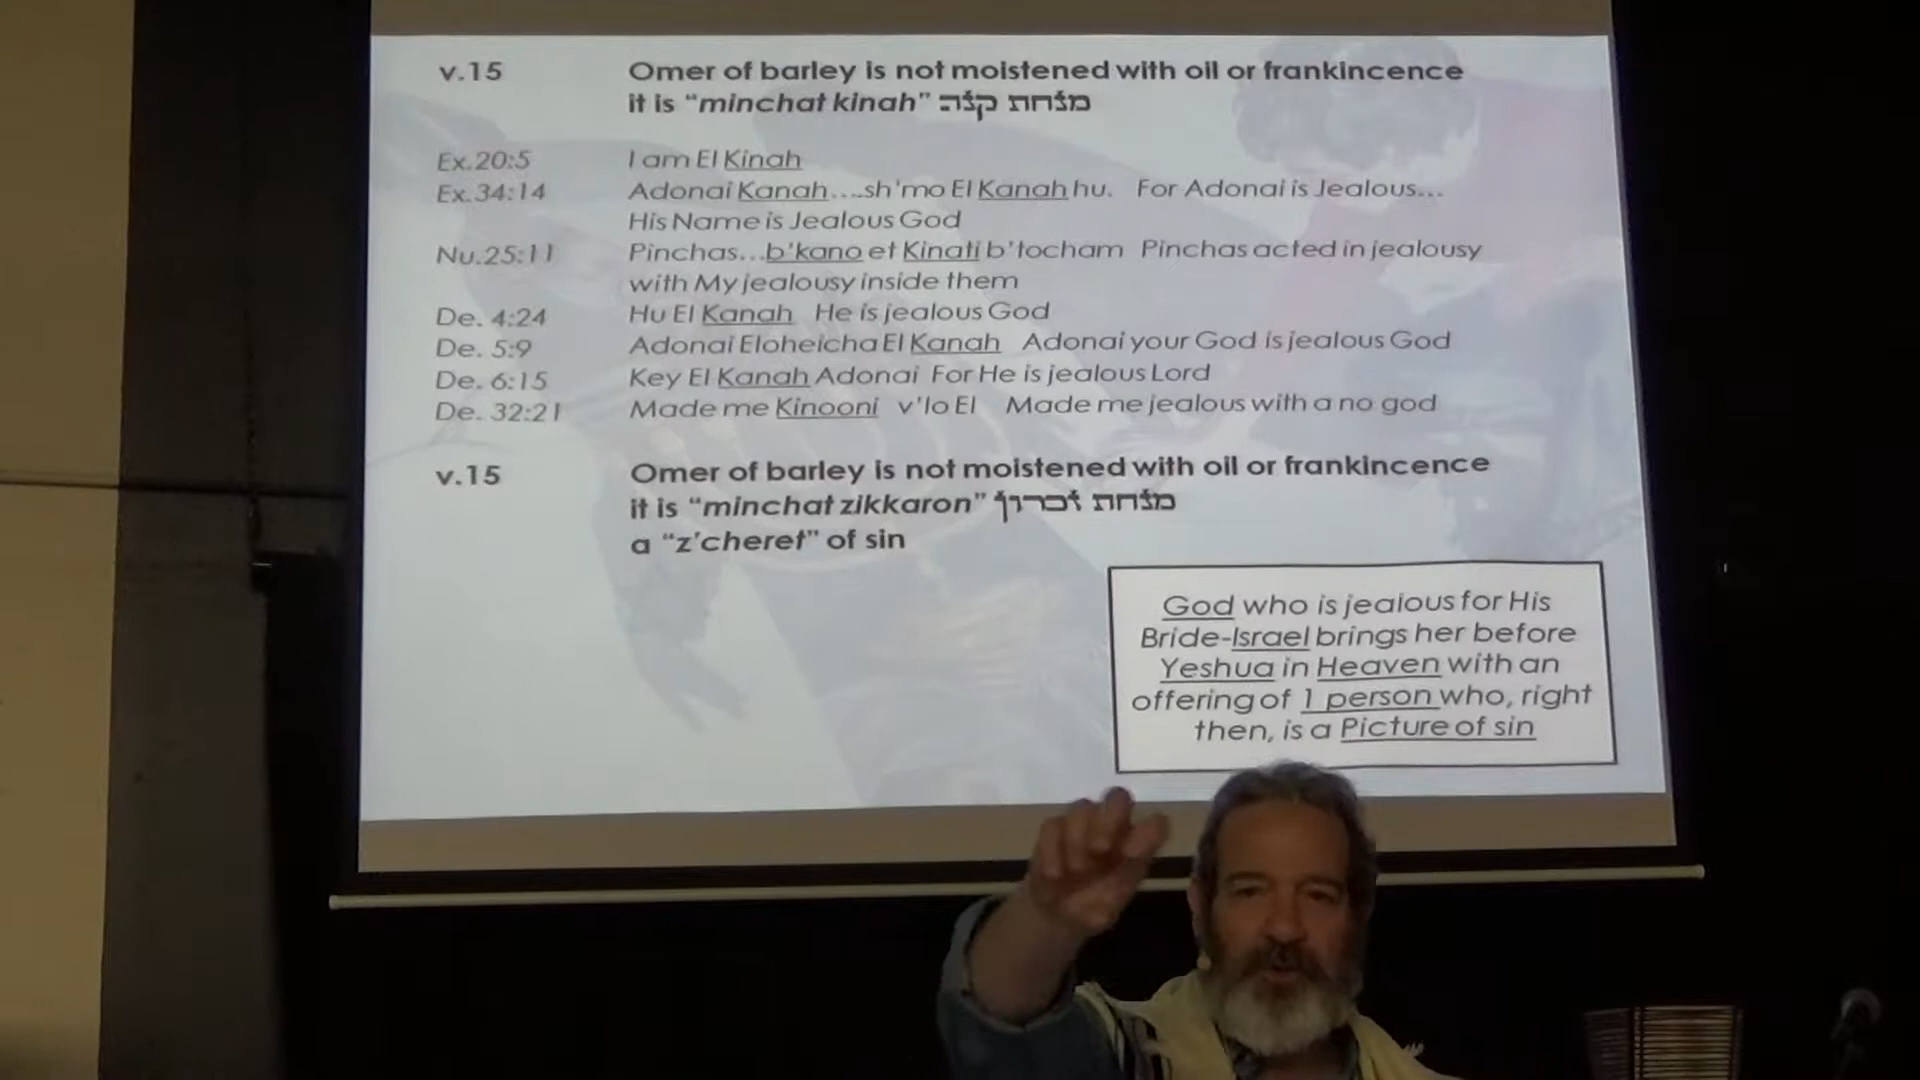 v.15 Omer of barley is not moistened with oil or frankincence
it is “minchat kinah” מנחת קנה
Ex.20:5 I am El Kinah
Ex.34:14 Adonai Kanah....sh'mo El Kanah hu. For Adonai is Jealous...
His Name is Jealous God
Nu.25:11 Pinchas...b'kano et Kinati b'tocham Pinchas acted in jealousy
with My jealousy inside them
De. 4:24 Hu El Kanah He is jealous God
De. 5:9 Adonai Eloheicha El Kanah Adonai your God is jealous God
De. 6:15 Key El Kanah Adonai For He is jealous Lord
De. 32:21 Made me Kinooni v'lo El Made me jealous with a no god
v.15 Omer of barley is not moistened with oil or frankincence
it is “minchat zikkaron” מנחת זכרון
a “z'cheret” of sin
God who is jealous for His
Bride-Israel brings her before
Yeshua in Heaven with an
offering of 1 person who, right
then, is a Picture of sin